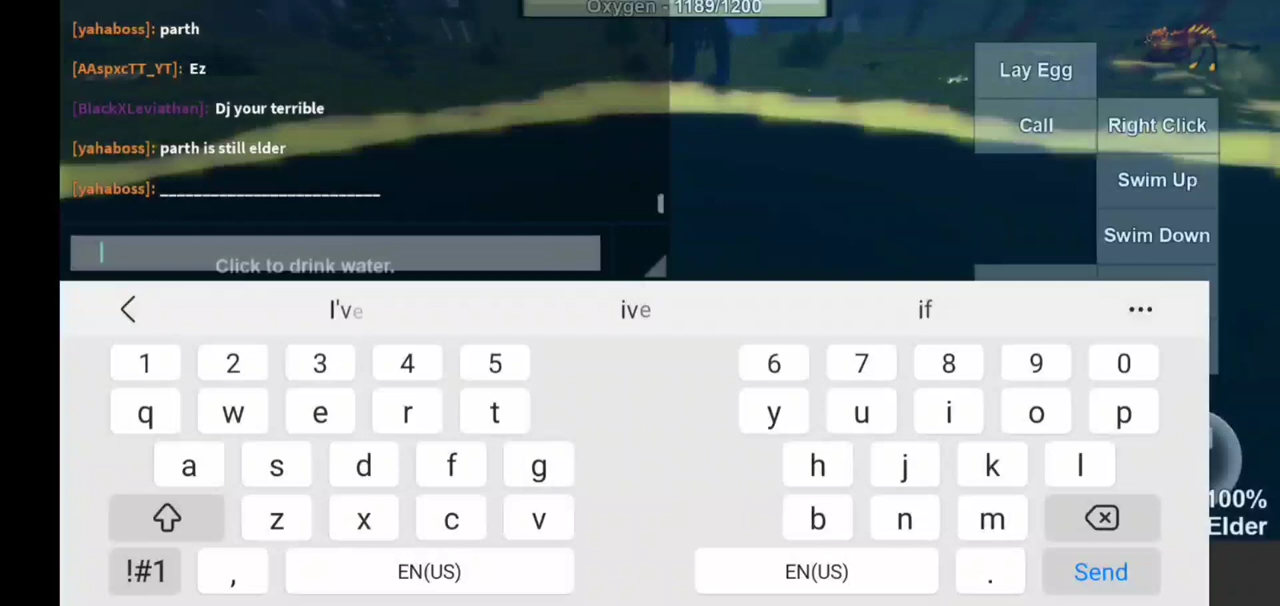 Oxygen - 1189/1200
[yahaboss]: parth
[AAspxcTT_YT]: Ez
[BlackXLeviathan]: Dj your terrible
[yahaboss]: parth is still elder
[yahaboss]: __________________________
Lay Egg
Call
Right Click
Swim Up
Swim Down
Click to drink water.
I've
ive
if
1 2 3 4 5 6 7 8 9 0
q w e r t y u i o p
a s d f g h j k l
z x c v b n m
!#1 , EN(US) EN(US) . Send
100%
Elder